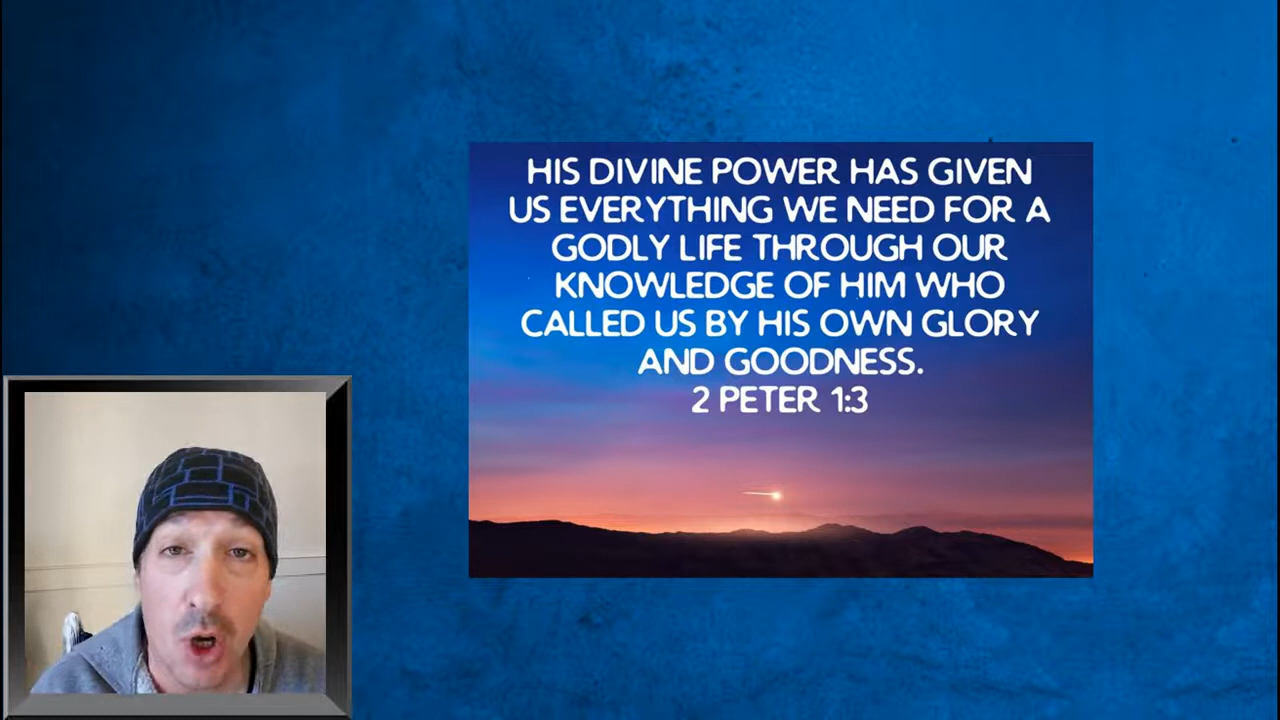 HIS DIVINE POWER HAS GIVEN
US EVERYTHING WE NEED FOR A
GODLY LIFE THROUGH OUR
KNOWLEDGE OF HIM WHO
CALLED US BY HIS OWN GLORY
AND GOODNESS.
2 PETER 1:3